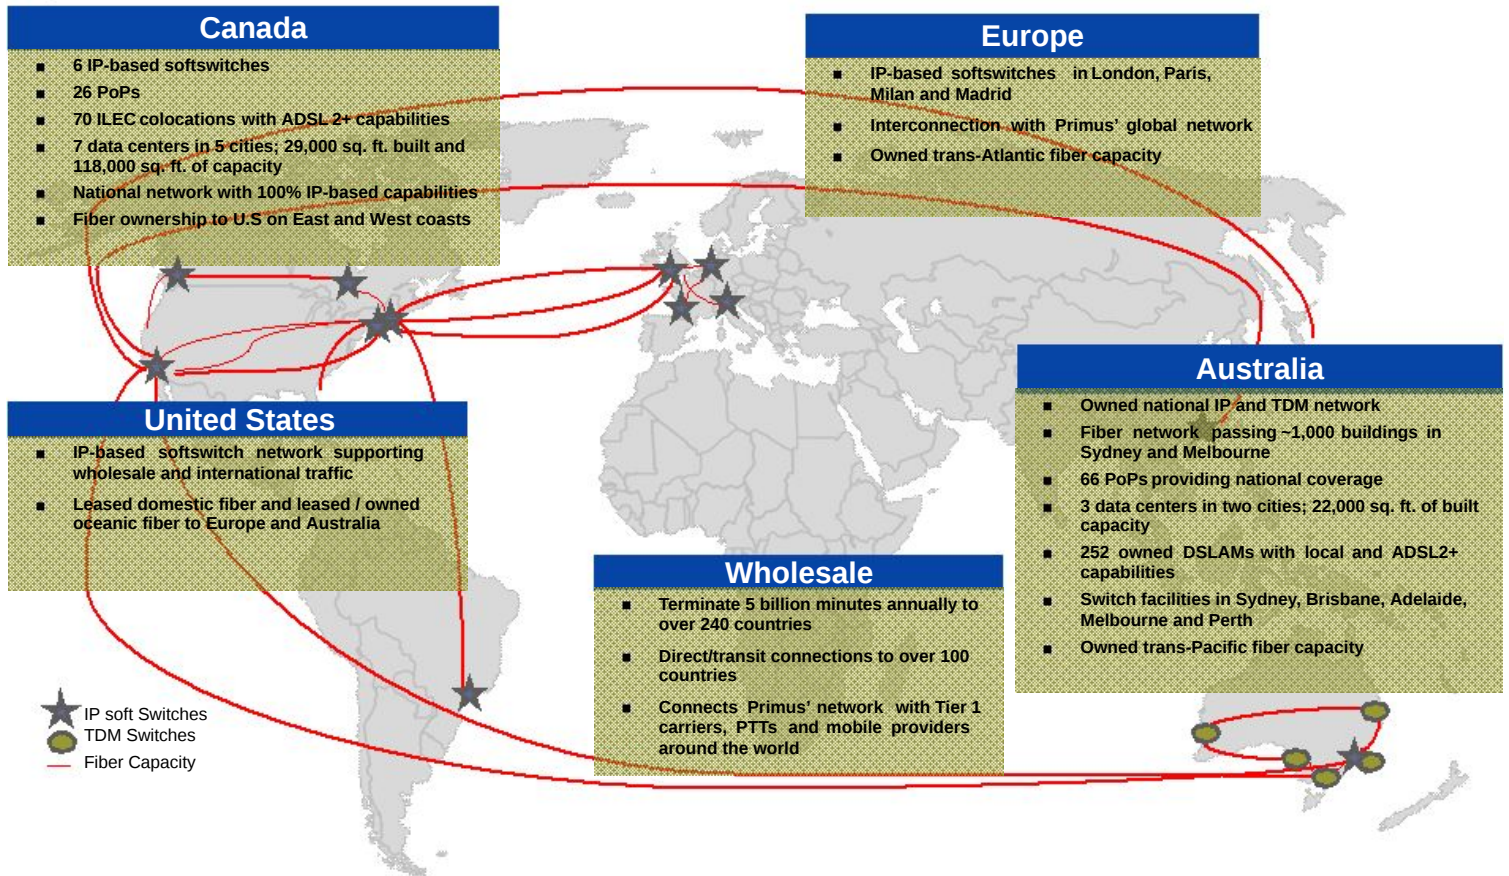 Canada
6 IP-based softswitches
26 PoPs
70 ILEC colocations with ADSL 2+ capabilities
7 data centers in 5 cities; 29,000 sq. ft. built and
118,000 sq. ft. of capacity
National network with 100% IP-based capabilities
Fiber ownership to U.S on East and West coasts
Europe
IP-based softswitches in London, Paris,
Milan and Madrid
Interconnection with Primus’ global network
Owned trans-Atlantic fiber capacity
United States
IP-based softswitch network supporting
wholesale and international traffic
Leased domestic fiber and leased / owned
oceanic fiber to Europe and Australia
Australia
Owned national IP and TDM network
Fiber network passing ~1,000 buildings in
Sydney and Melbourne
66 PoPs providing national coverage
3 data centers in two cities; 22,000 sq. ft. of built
capacity
252 owned DSLAMs with local and ADSL2+
capabilities
Switch facilities in Sydney, Brisbane, Adelaide,
Melbourne and Perth
Owned trans-Pacific fiber capacity
Wholesale
Terminate 5 billion minutes annually to
over 240 countries
Direct/transit connections to over 100
countries
Connects Primus’ network with Tier 1
carriers, PTTs and mobile providers
around the world
IP soft Switches
TDM Switches
Fiber Capacity